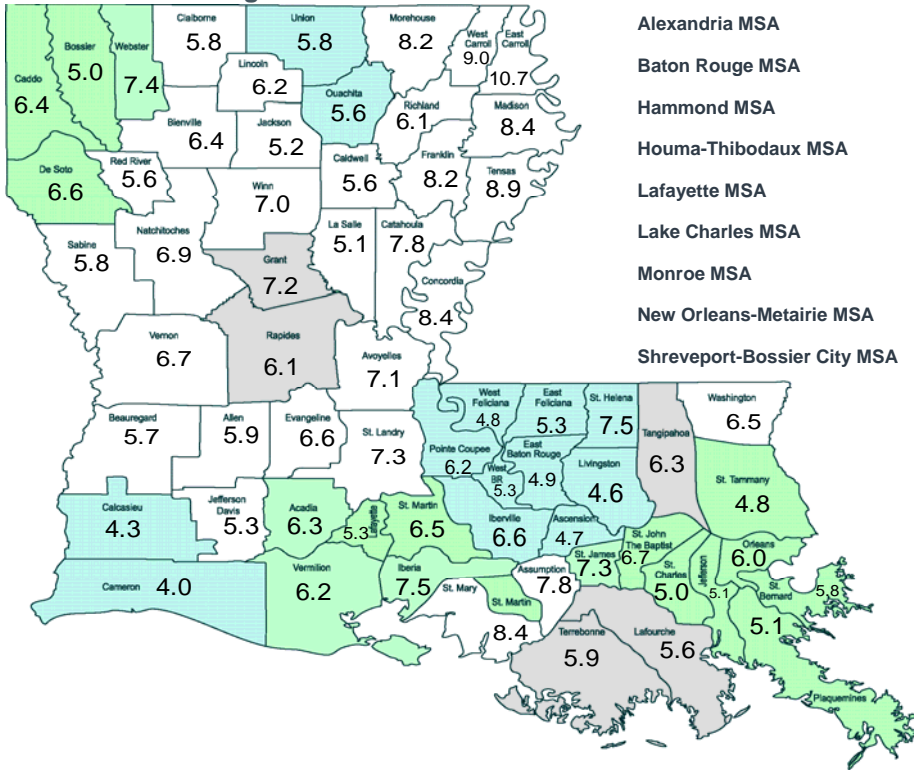 Claiborne
5.8
Union
5.8
Morehouse
8.2
West
Carroll
9.0
East
Carroll
10.7
Alexandria MSA
Baton Rouge MSA
Hammond MSA
Houma-Thibodaux MSA
Lafayette MSA
Lake Charles MSA
Monroe MSA
New Orleans-Metairie MSA
Shreveport-Bossier City MSA
Caddo
6.4
Bossier
5.0
Webster
7.4
Lincoln
6.2
Ouachita
5.6
Richland
6.1
Madison
8.4
Bienville
6.4
Jackson
5.2
De Soto
6.6
Red River
5.6
Caldwell
5.6
Franklin
8.2
Tensas
8.9
Winn
7.0
Sabine
5.8
Natchitoches
6.9
Grant
7.2
La Salle
5.1
Catahoula
7.8
Concordia
8.4
Vernon
6.7
Rapides
6.1
Avoyelles
7.1
Beauregard
5.7
Allen
5.9
Evangeline
6.6
St. Landry
7.3
West
Feliciana
4.8
East
Feliciana
5.3
St. Helena
7.5
Tangipahoa
6.3
Washington
6.5
Pointe Coupee
6.2
West
BR
5.3
East
Baton Rouge
4.9
Livingston
4.6
St. Tammany
4.8
Calcasieu
4.3
Jefferson
Davis
5.3
Acadia
6.3
Lafayette
5.3
St. Martin
6.5
Iberville
6.6
Ascension
4.7
St. James
7.3
St. John
The Baptist
6.7
St.
Charles
5.0
Jefferson
5.1
Orleans
6.0
St.
Bernard
5.8
Cameron
4.0
Vermilion
6.2
Iberia
7.5
St. Mary
8.4
St. Martin
Assumption
7.8
Terrebonne
5.9
Lafourche
5.6
5.1
Plaquemines